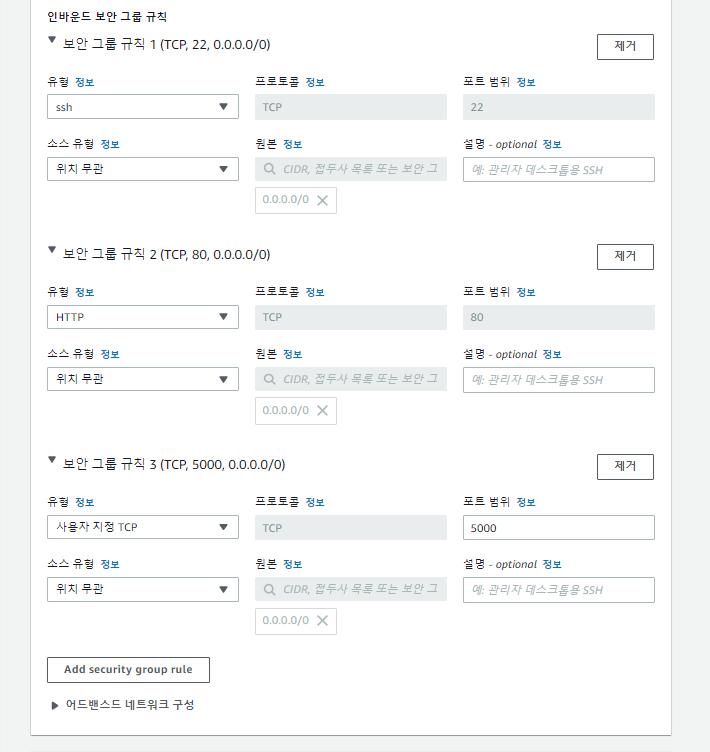 인바운드 보안 그룹 규칙
보안 그룹 규칙 1 (TCP, 22, 0.0.0.0/0)
제거
유형 정보
프로토콜 정보
포트 범위 정보
ssh
TCP
22
소스 유형 정보
원본 정보
설명 - optional 정보
위치 무관
CIDR, 접두사 목록 또는 보안 그
예: 관리자 데스크톱용 SSH
0.0.0.0/0
보안 그룹 규칙 2 (TCP, 80, 0.0.0.0/0)
제거
유형 정보
프로토콜 정보
포트 범위 정보
HTTP
TCP
80
소스 유형 정보
원본 정보
설명 - optional 정보
위치 무관
CIDR, 접두사 목록 또는 보안 그
예: 관리자 데스크톱용 SSH
0.0.0.0/0
보안 그룹 규칙 3 (TCP, 5000, 0.0.0.0/0)
제거
유형 정보
프로토콜 정보
포트 범위 정보
사용자 지정 TCP
TCP
5000
소스 유형 정보
원본 정보
설명 - optional 정보
위치 무관
CIDR, 접두사 목록 또는 보안 그
예: 관리자 데스크톱용 SSH
0.0.0.0/0
Add security group rule
어드밴스드 네트워크 구성